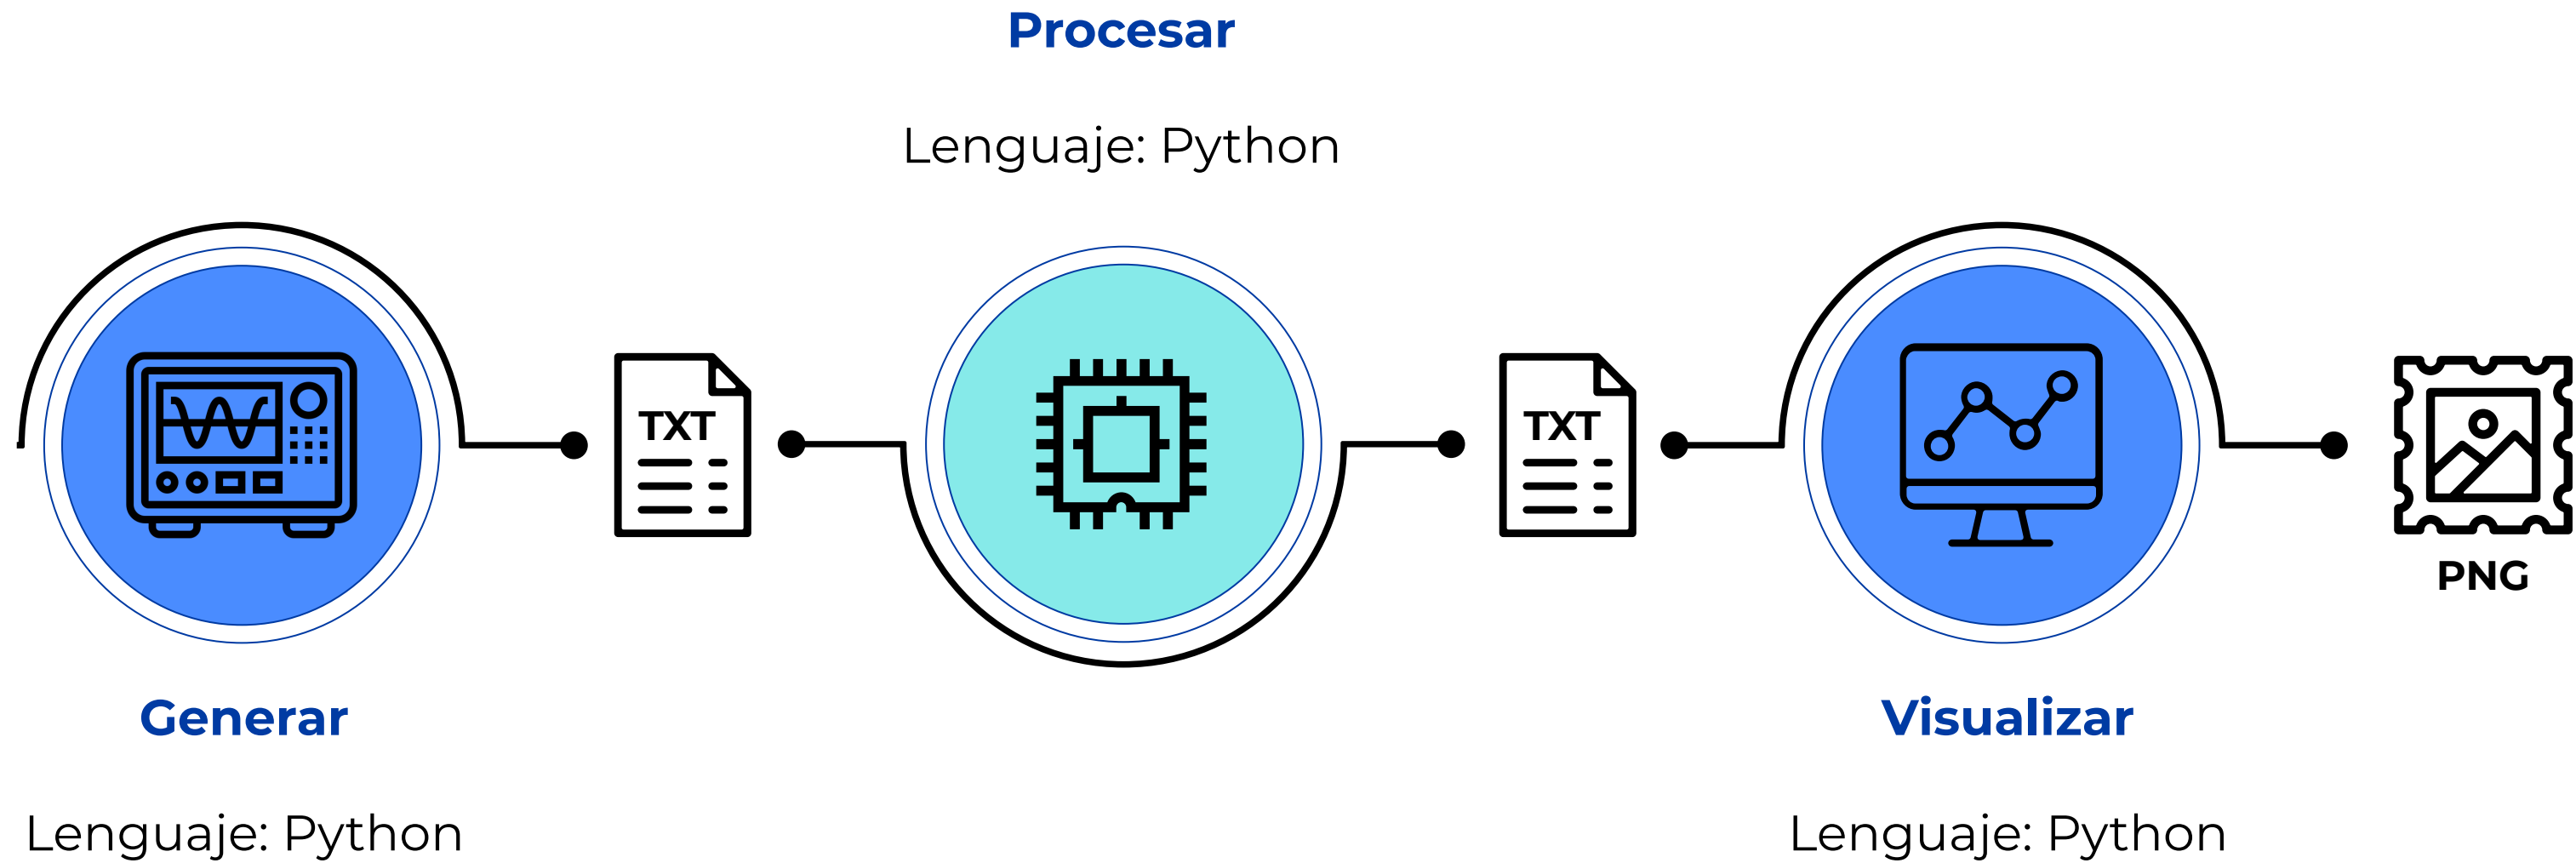 Procesar
Lenguaje: Python
TXT
TXT
PNG
Generar
Visualizar
Lenguaje: Python
Lenguaje: Python